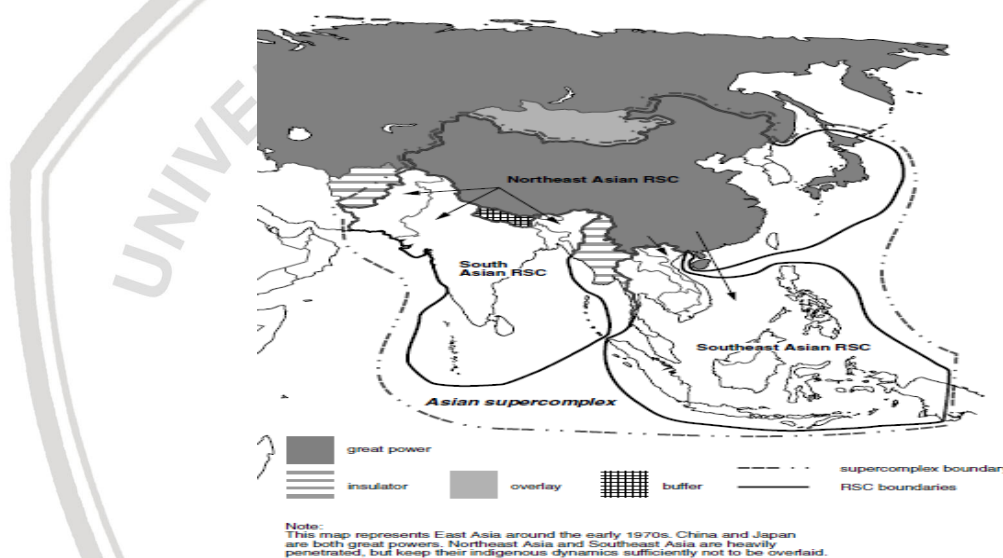 UNIVE
Northeast Asian RSC
South
Asian RSC
Southeast Asian RSC
Asian supercomplex
great power
insulator
overlay
buffer
supercomplex boundar
RSC boundaries
Note:
This map represents East Asia around the early 1970s. China and Japan
are both great powers. Northeast Asia and Southeast Asia are heavily
penetrated, but keep their indigenous dynamics sufficiently not to be overlaid.